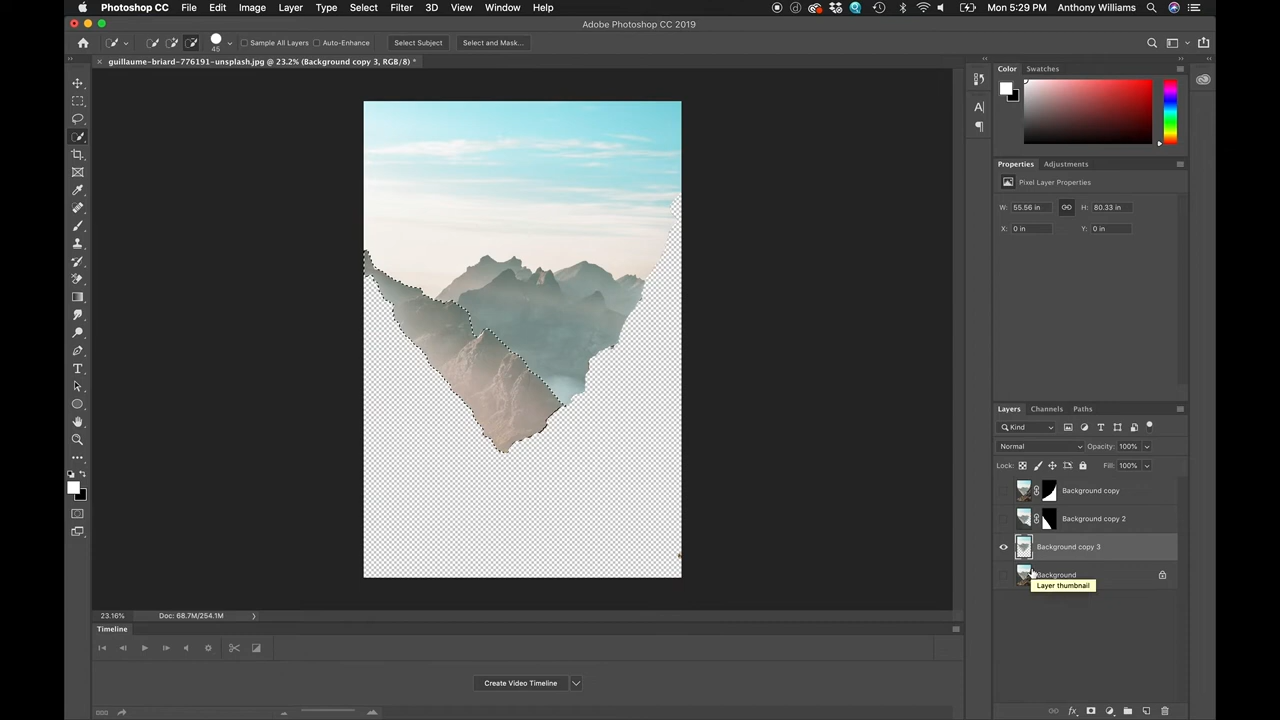 Photoshop CC File Edit Image Layer Type Select Filter 3D View Window Help Mon 5:29 PM Anthony Williams
Adobe Photoshop CC 2019
45 Sample All Layers Auto-Enhance Select Subject Select and Mask...
guillaume-briard-776191-unsplash.jpg @ 23.2% (Background copy 3, RGB/8) *
Color Swatches
Properties Adjustments
Pixel Layer Properties
W: 55.56 in H: 80.33 in
X: 0 in Y: 0 in
Layers Channels Paths
Kind
Normal Opacity: 100%
Lock: Fill: 100%
Background copy
Background copy 2
Background copy 3
Background
Layer thumbnail
23.16% Doc: 68.7M/254.1M
Timeline
Create Video Timeline